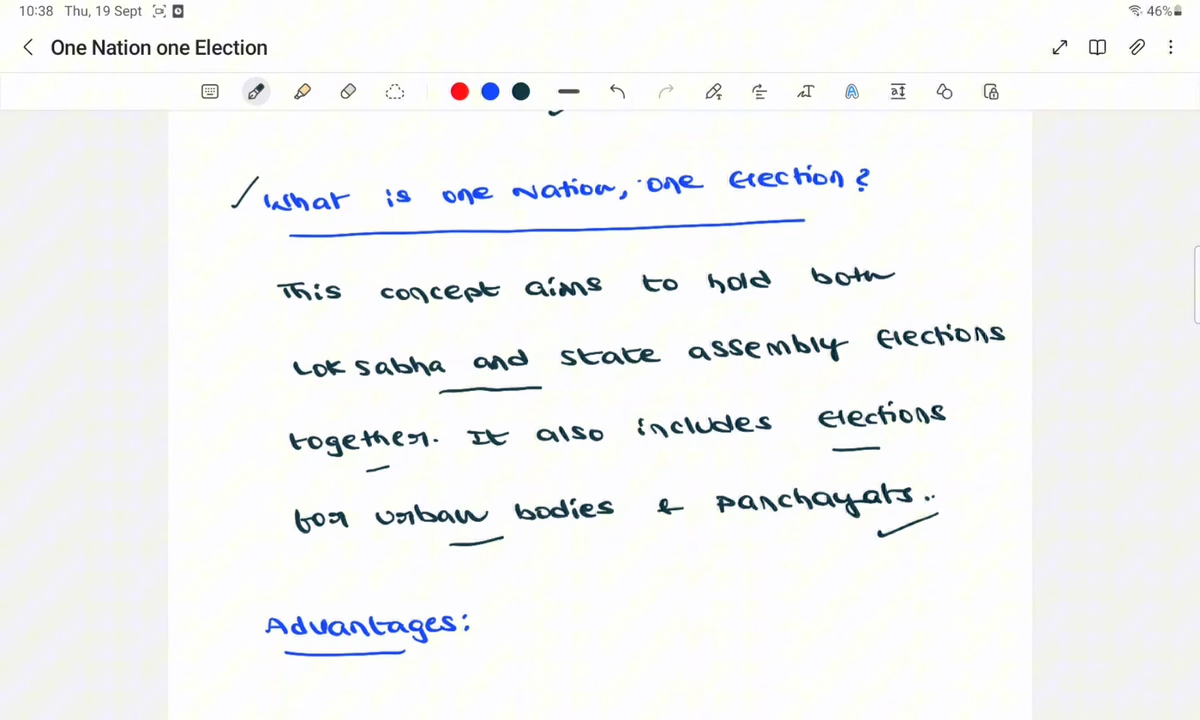 10:38 Thu, 19 Sept
46%
One Nation one Election
What is one Nation, one Election?
This concept aims to hold both
Lok Sabha and state assembly Elections
together. It also includes Elections
for urban bodies & Panchayats..
Advantages: